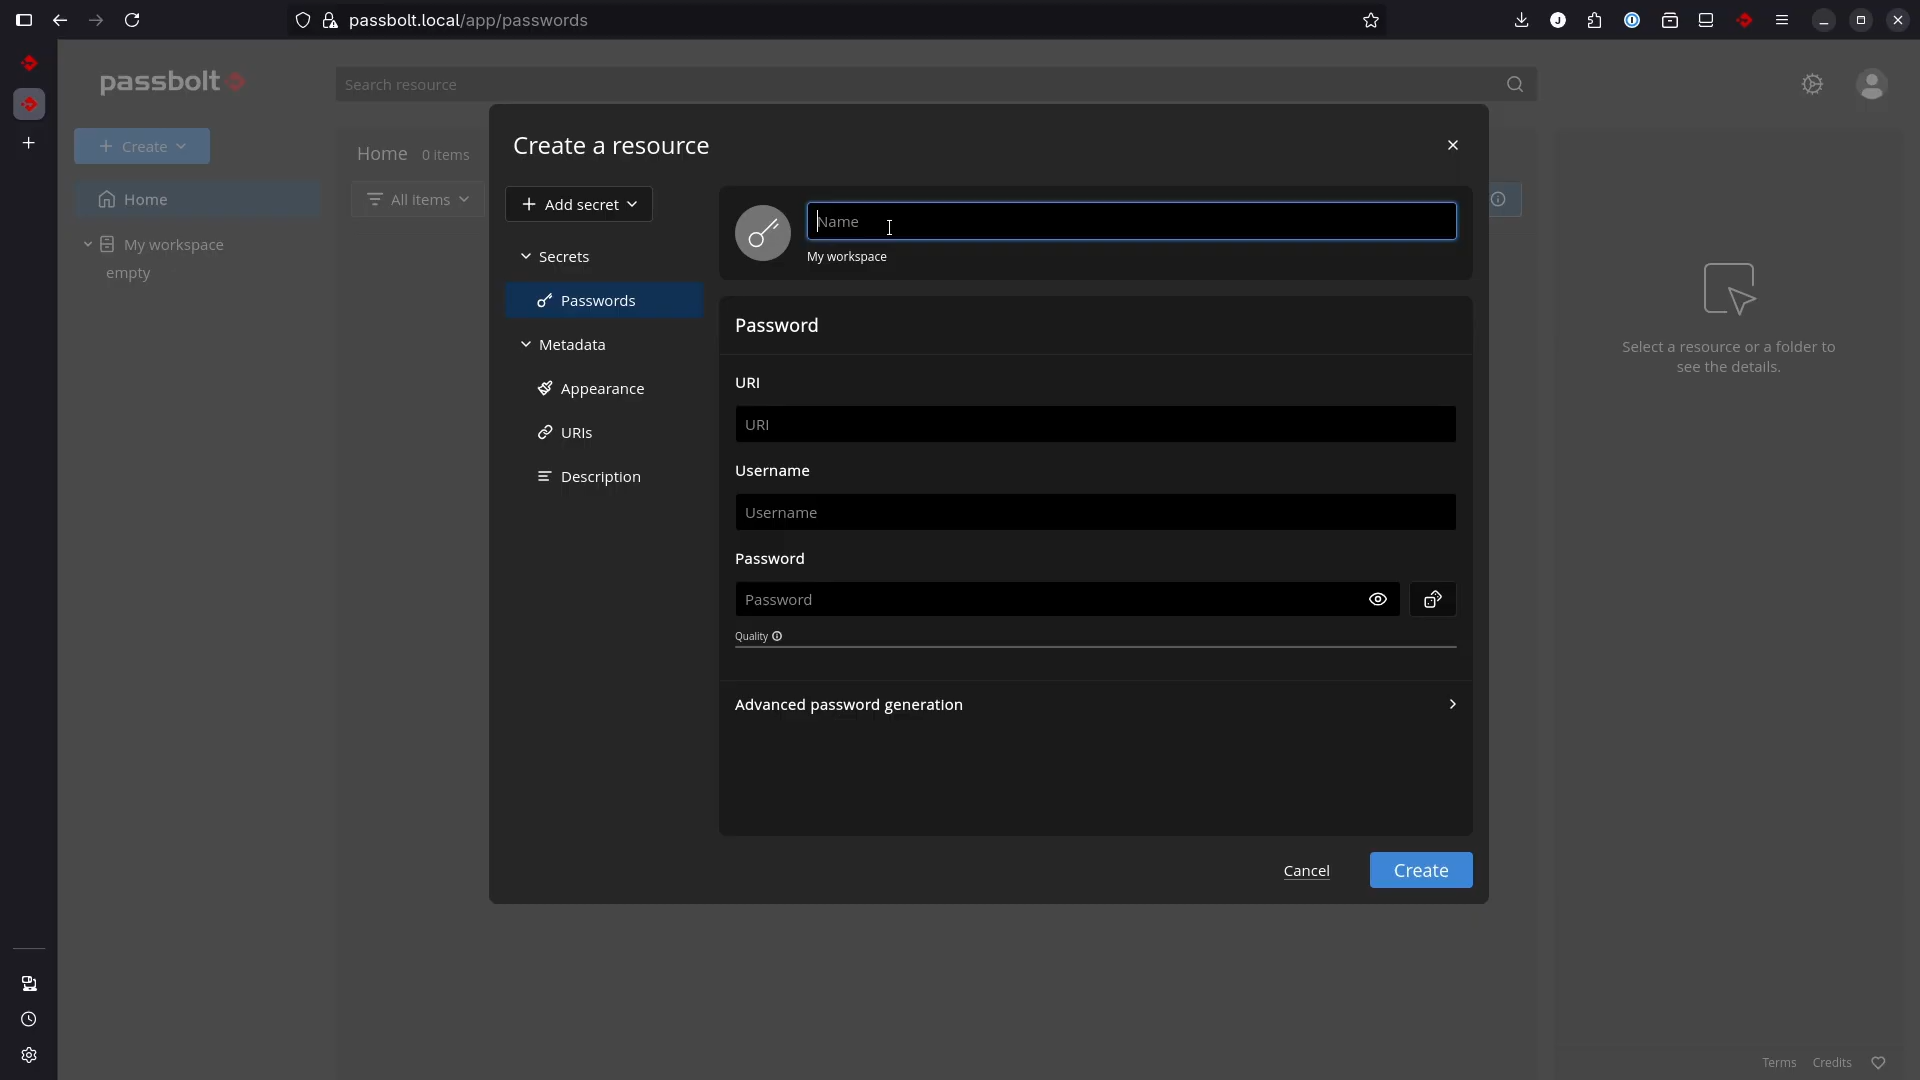 passbolt.local/app/passwords
J
passbolt
Search resource
Create
Home
My workspace
empty
Home 0 items
All items
Create a resource
Add secret
Secrets
Passwords
Metadata
Appearance
URIs
Description
Name
My workspace
Password
URI
URI
Username
Username
Password
Password
Quality
Advanced password generation
Cancel
Create
Select a resource or a folder to
see the details.
Terms Credits